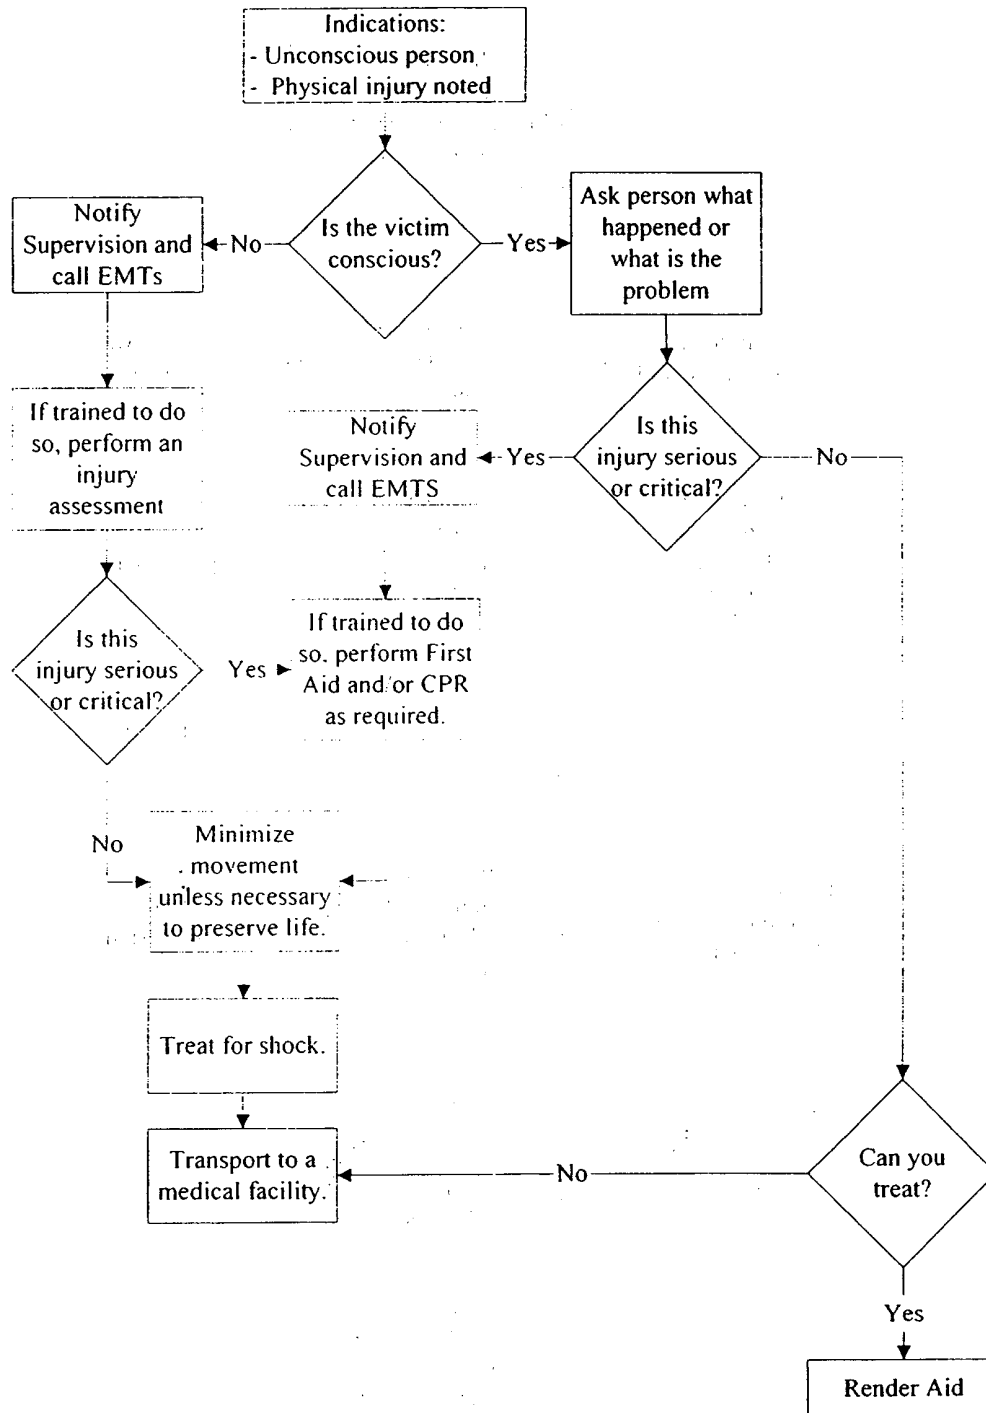 Indications:
- Unconscious person
- Physical injury noted
Is the victim
conscious?
No
Yes
Notify
Supervision and
call EMTs
Ask person what
happened or
what is the
problem
If trained to do
so, perform an
injury
assessment
Notify
Supervision and
call EMTS
Yes
Is this
injury serious
or critical?
No
Is this
injury serious
or critical?
Yes
If trained to do
so, perform First
Aid and/or CPR
as required.
No
Minimize
movement
unless necessary
to preserve life.
Treat for shock.
Transport to a
medical facility.
No
Can you
treat?
Yes
Render Aid